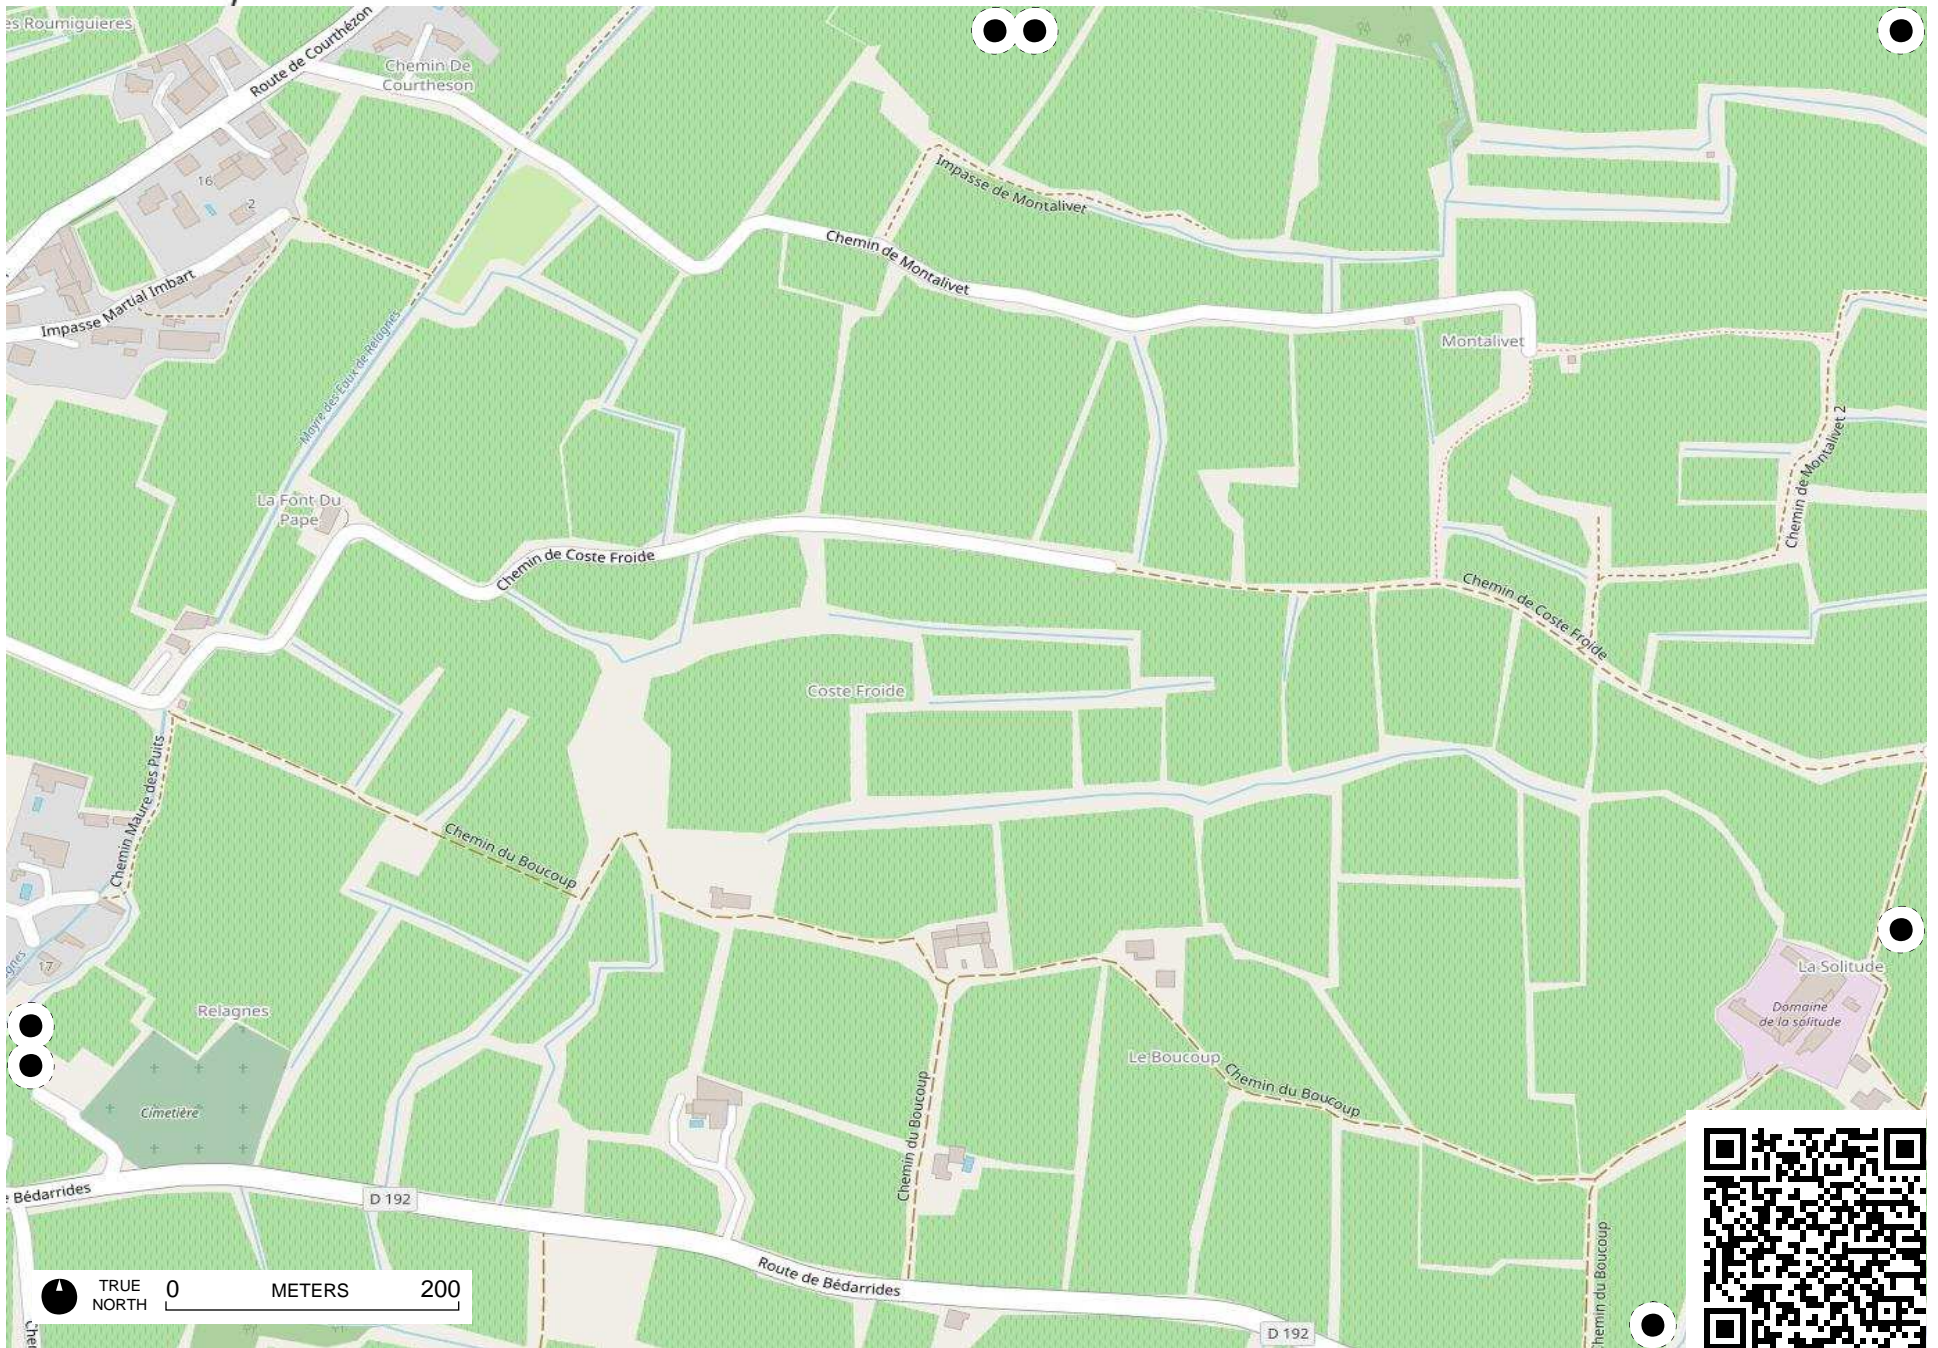 es Roumiguieres
Route de Courthézon
Chemin De
Courtheson
16
2
Impasse de Montalivet
Chemin de Montalivet
Impasse Martial Imbart
Mayre des Eaux de Relagnes
Montalivet
Chemin de Montalivet 2
La Font Du
Pape
Chemin de Coste Froide
Chemin de Coste Froide
Coste Froide
Chemin Maure des Puits
Chemin du Boucoup
17
gnes
La Solitude
Domaine
de la solitude
Relagnes
Le Boucoup
Chemin du Boucoup
Cimetière
Chemin du Boucoup
e Bédarrides
D 192
Route de Bédarrides
Chemin du Boucoup
TRUE
NORTH
0 METERS 200
Che
D 192